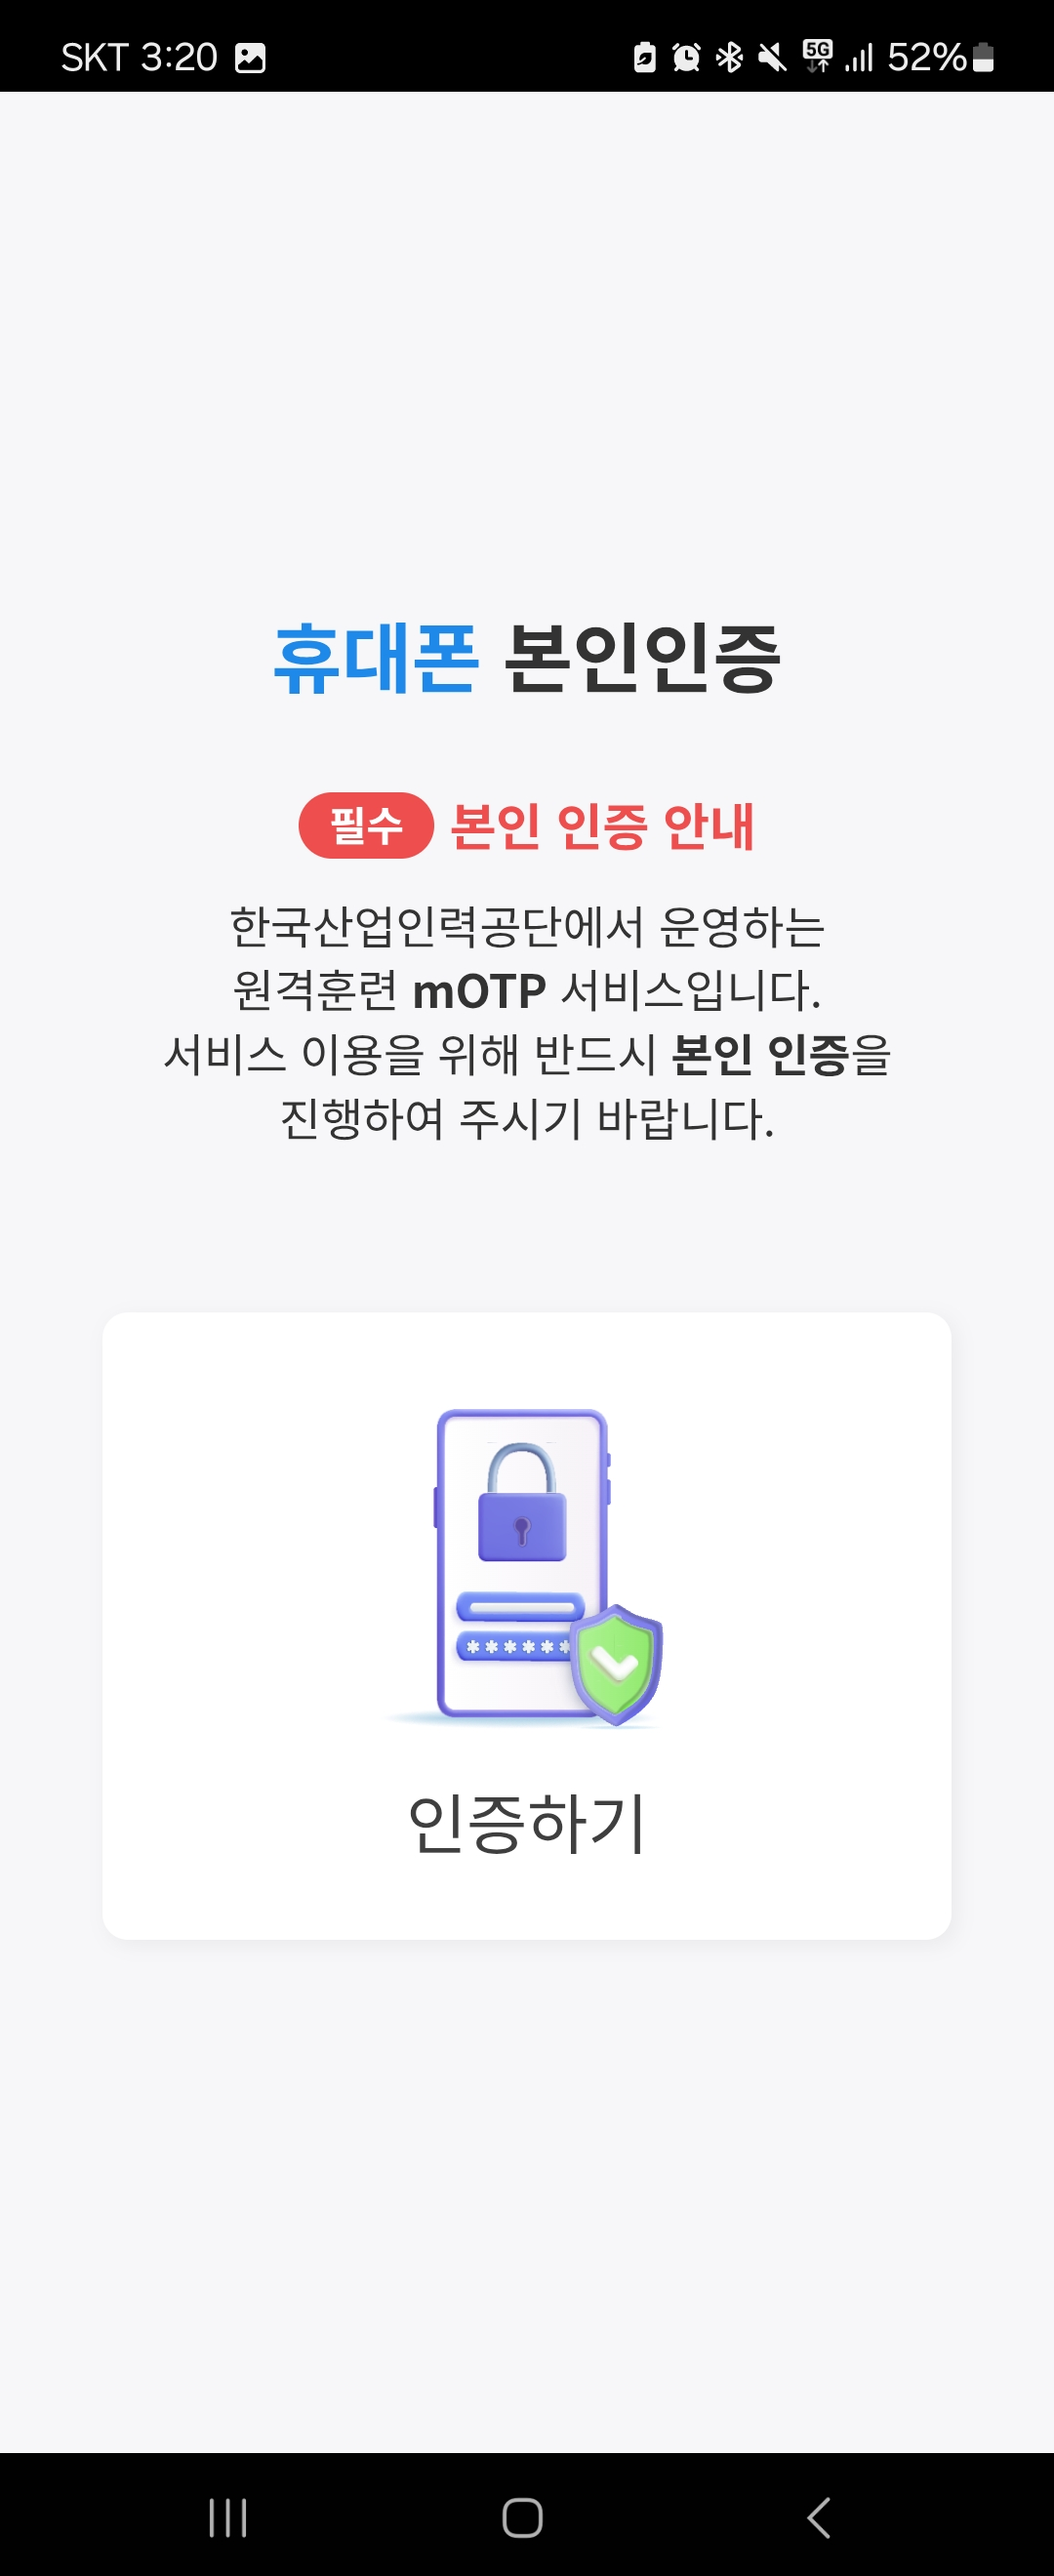 SKT 3:20
5G
52%
휴대폰 본인인증
필수 본인 인증 안내
한국산업인력공단에서 운영하는
원격훈련 mOTP 서비스입니다.
서비스 이용을 위해 반드시 본인 인증을
진행하여 주시기 바랍니다.
******
인증하기